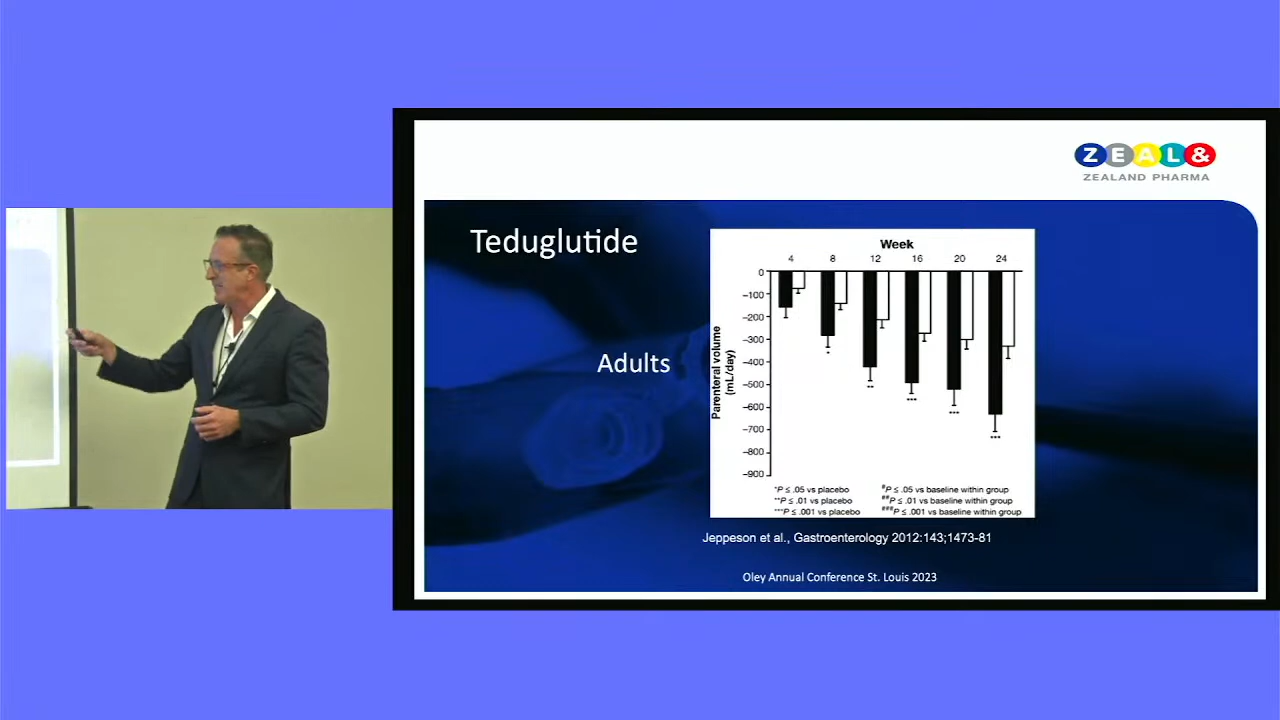 ZEAL&
ZEALAND PHARMA
Teduglutide
Adults
Week
4 8 12 16 20 24
Parenteral volume
(mL/day)
0
–100
–200
–300
–400
–500
–600
–700
–800
–900
*
**
***
***
***
*P ≤ .05 vs placebo
**P ≤ .01 vs placebo
***P ≤ .001 vs placebo
#P ≤ .05 vs baseline within group
##P ≤ .01 vs baseline within group
###P ≤ .001 vs baseline within group
Jeppeson et al., Gastroenterology 2012:143;1473-81
Oley Annual Conference St. Louis 2023